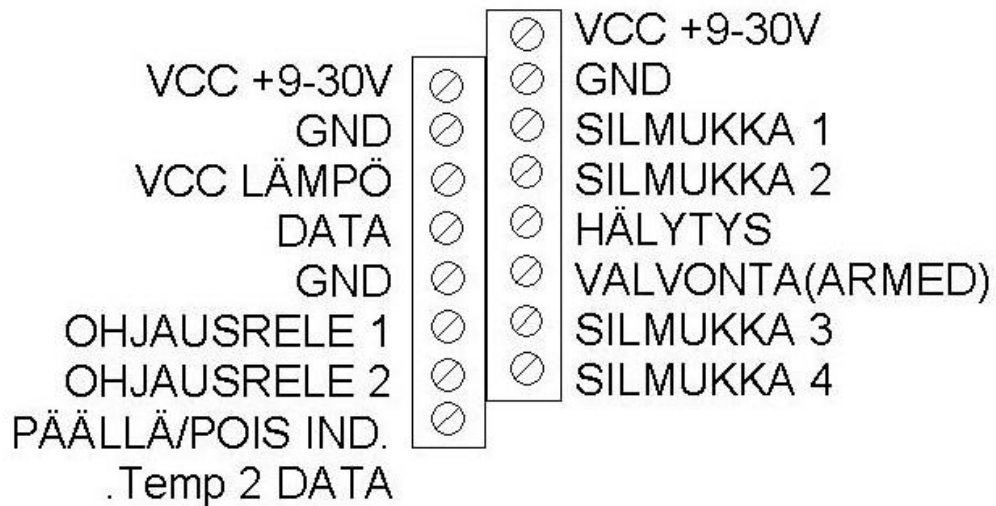 VCC +9-30V
GND
VCC LÄMPÖ
DATA
GND
OHJAUSRELE 1
OHJAUSRELE 2
PÄÄLLÄ/POIS IND.
.Temp 2 DATA
VCC +9-30V
GND
SILMUKKA 1
SILMUKKA 2
HÄLYTYS
VALVONTA(ARMED)
SILMUKKA 3
SILMUKKA 4